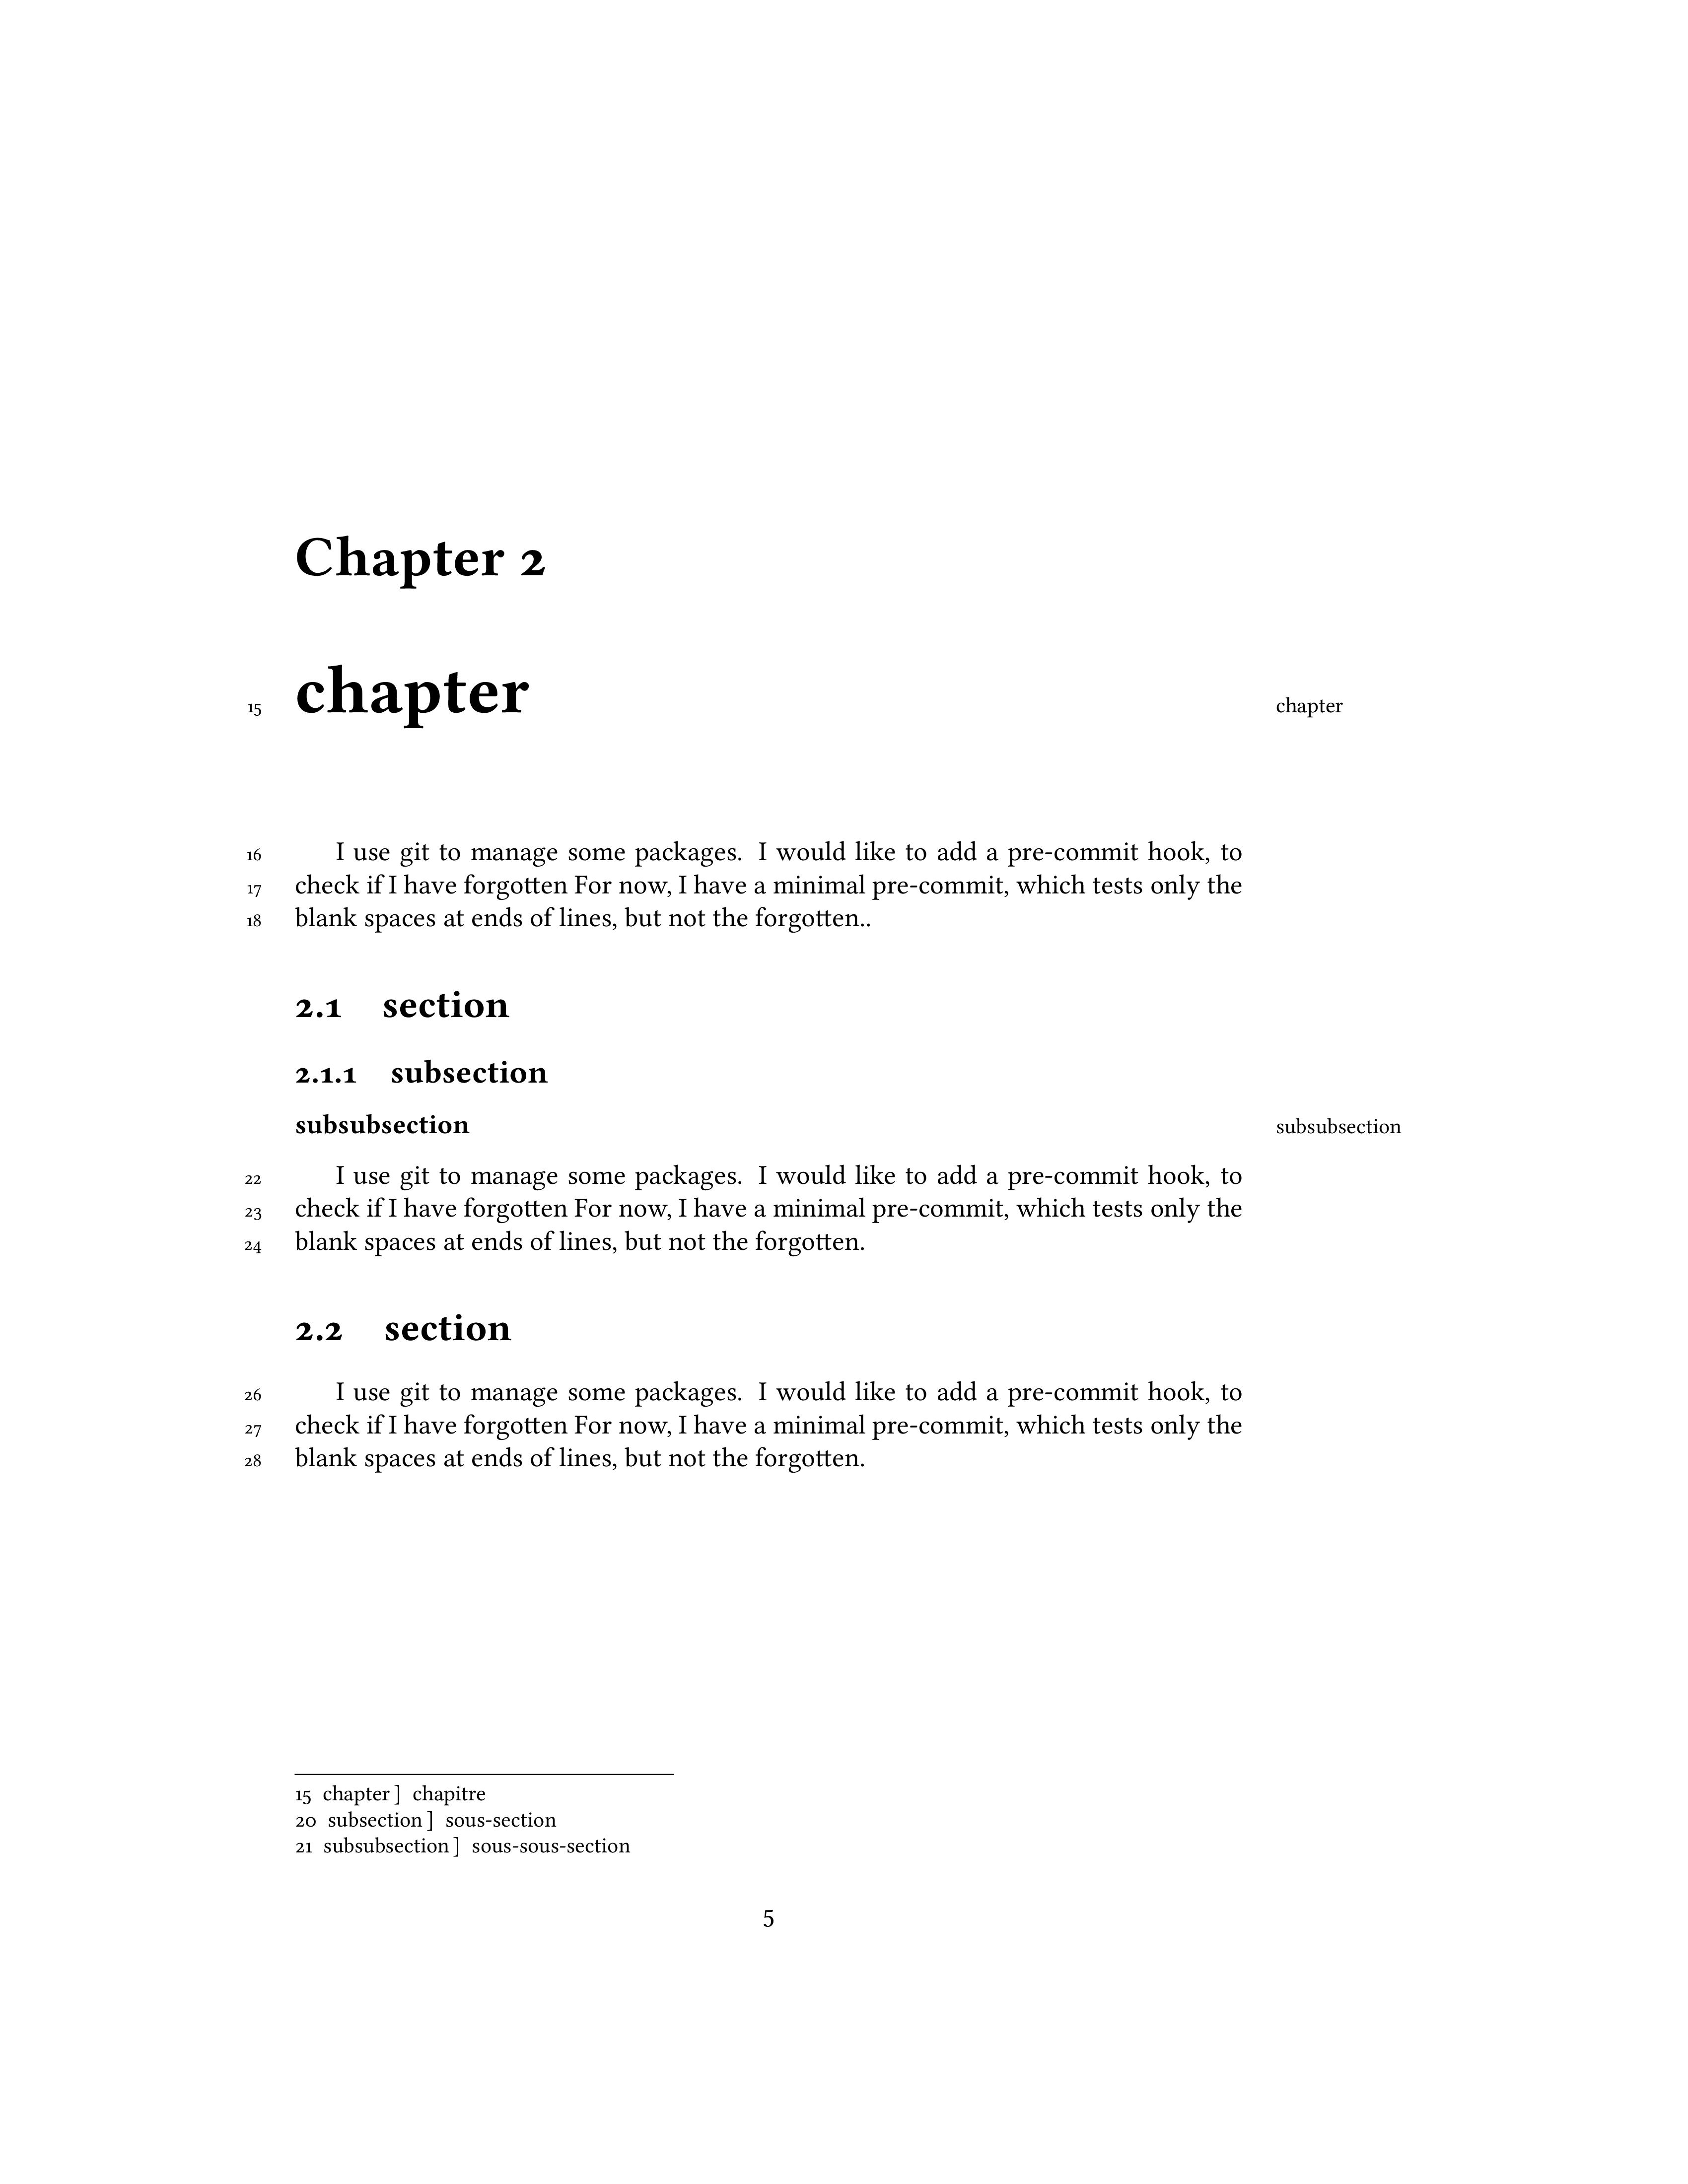 Chapter 2
15 chapter chapter
16 I use git to manage some packages. I would like to add a pre-commit hook, to
17 check if I have forgotten For now, I have a minimal pre-commit, which tests only the
18 blank spaces at ends of lines, but not the forgotten..
2.1 section
2.1.1 subsection
subsubsection subsubsection
22 I use git to manage some packages. I would like to add a pre-commit hook, to
23 check if I have forgotten For now, I have a minimal pre-commit, which tests only the
24 blank spaces at ends of lines, but not the forgotten.
2.2 section
26 I use git to manage some packages. I would like to add a pre-commit hook, to
27 check if I have forgotten For now, I have a minimal pre-commit, which tests only the
28 blank spaces at ends of lines, but not the forgotten.
15 chapter] chapitre
20 subsection] sous-section
21 subsubsection] sous-sous-section
5